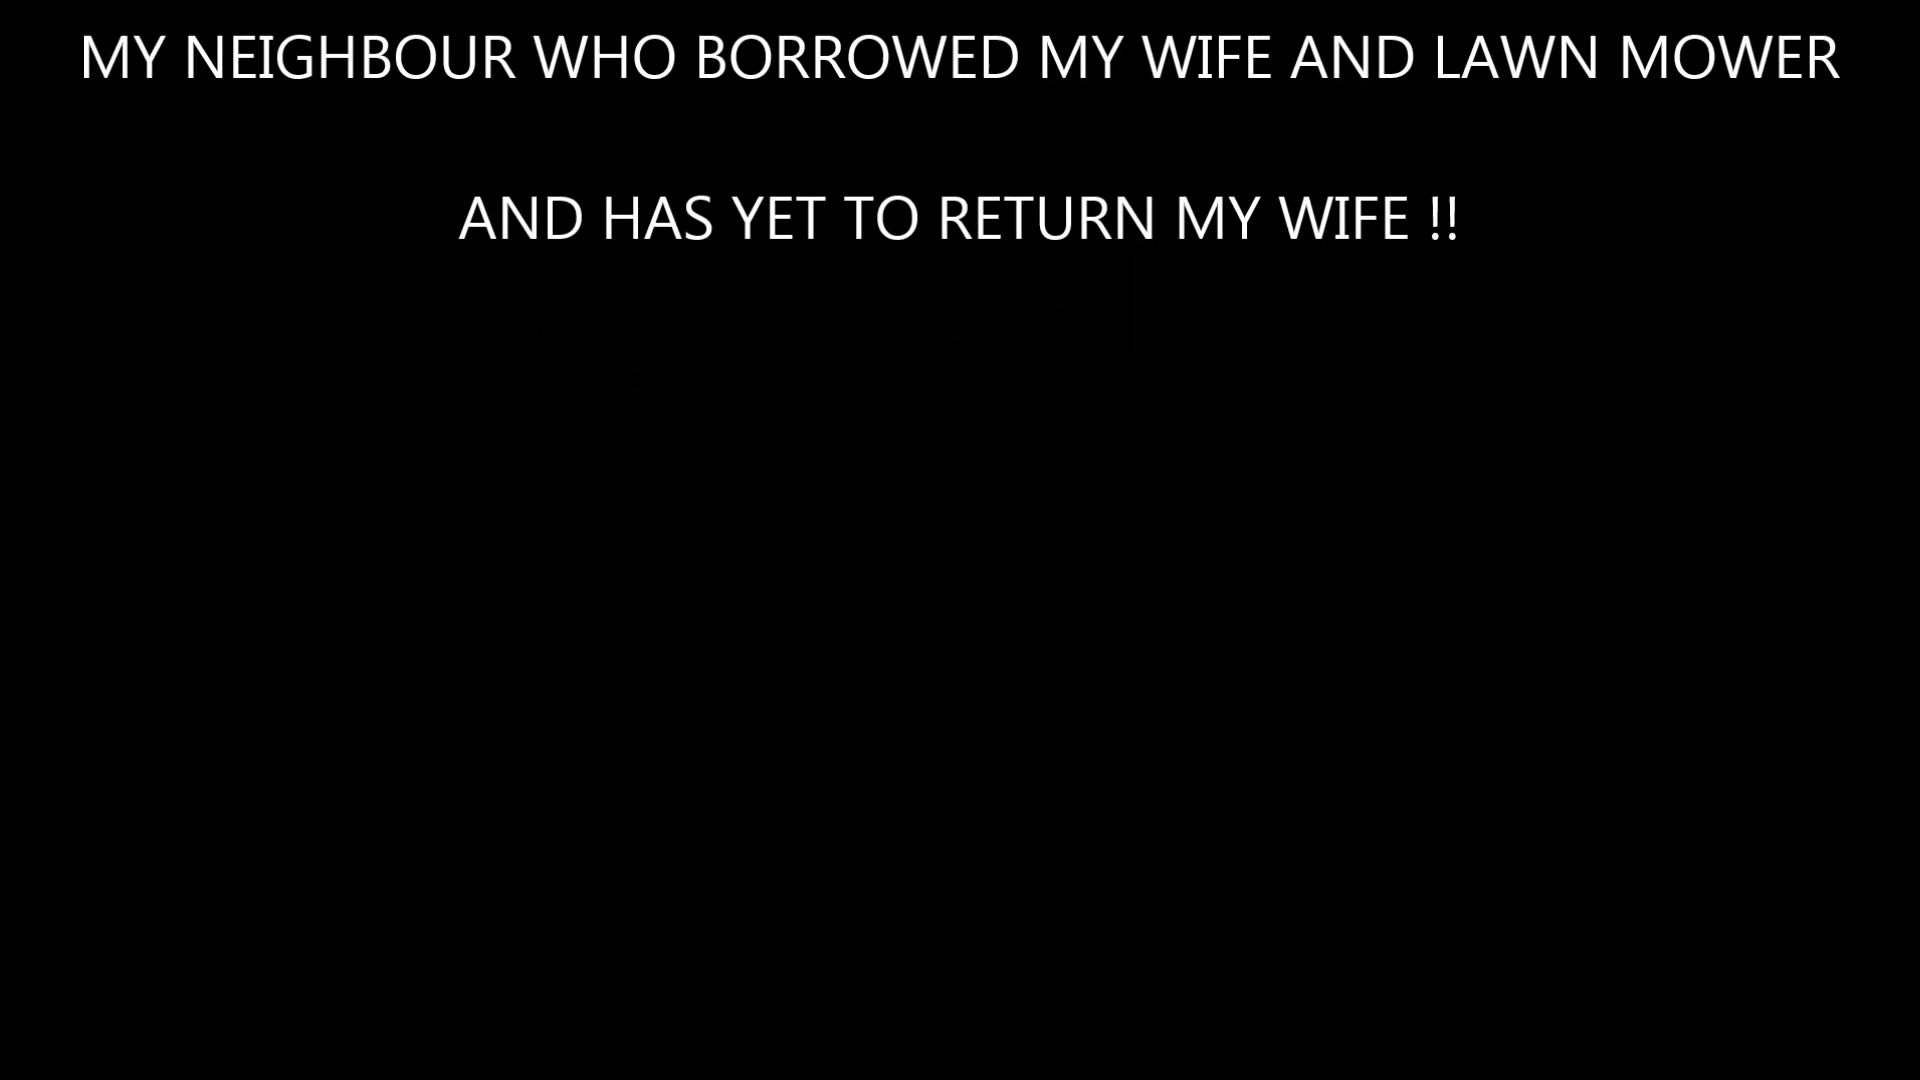 MY NEIGHBOUR WHO BORROWED MY WIFE AND LAWN MOWER
AND HAS YET TO RETURN MY WIFE !!